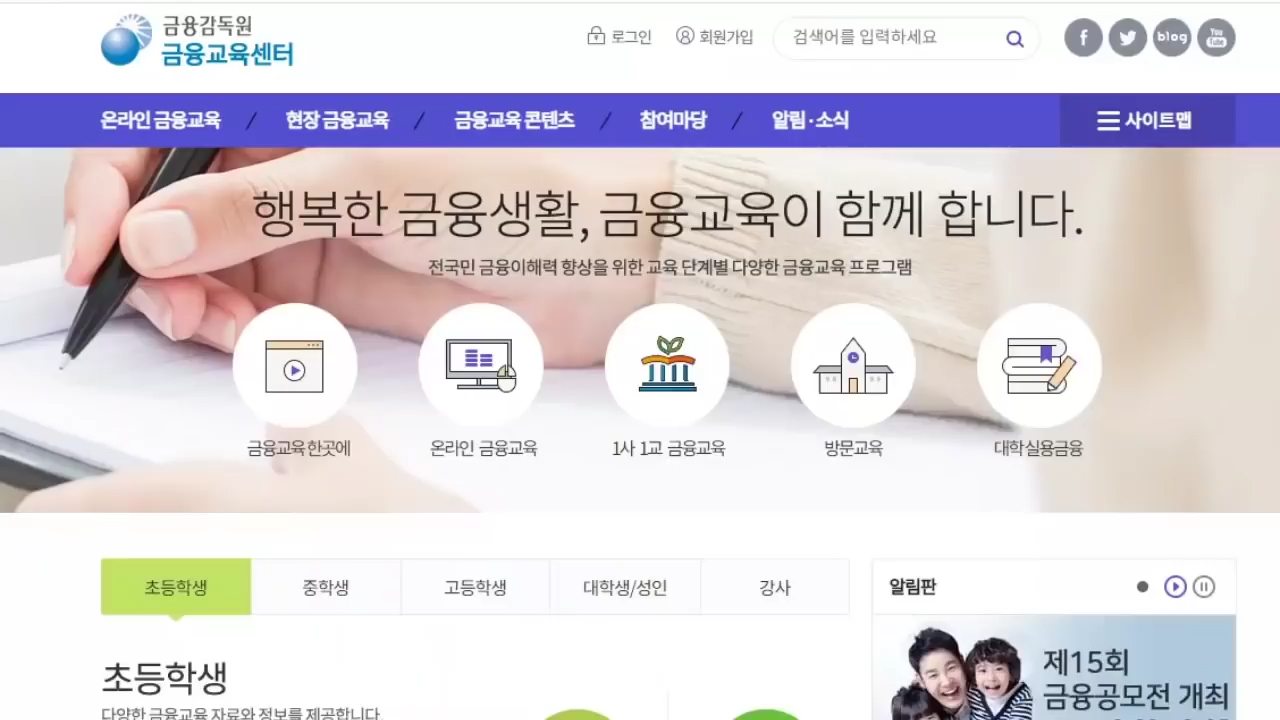 금융감독원
금융교육센터
로그인 회원가입 검색어를 입력하세요
f blog You Tube
온라인 금융교육 / 현장 금융교육 / 금융교육 콘텐츠 / 참여마당 / 알림·소식 사이트맵
행복한 금융생활, 금융교육이 함께 합니다.
전국민 금융이해력 향상을 위한 교육 단계별 다양한 금융교육 프로그램
금융교육 한곳에 온라인 금융교육 1사 1교 금융교육 방문교육 대학 실용금융
초등학생 중학생 고등학생 대학생/성인 강사 알림판
초등학생
다양한 금융교육 자료와 정보를 제공합니다.
제15회
금융공모전 개최